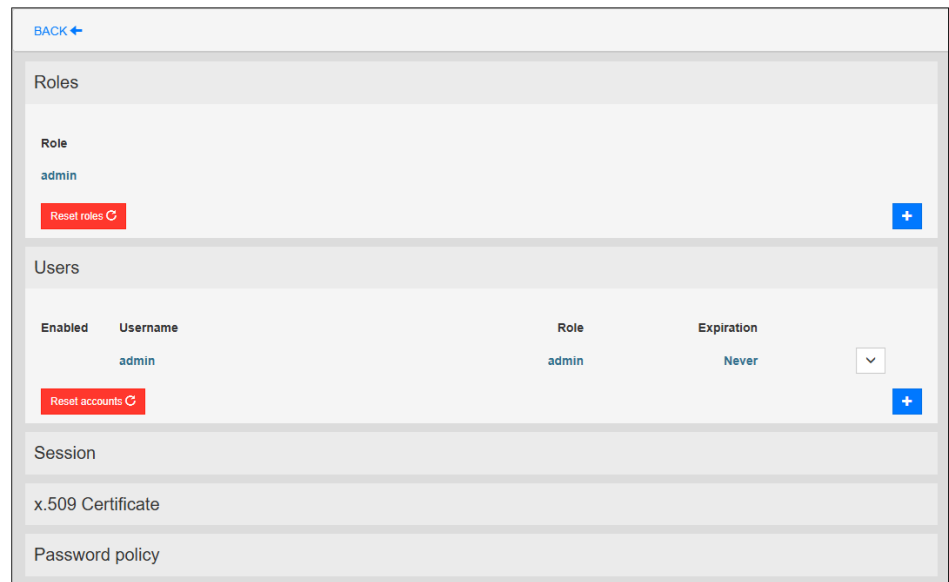 BACK
Roles
Role
admin
Reset roles
Users
Enabled Username Role Expiration
admin admin Never
Reset accounts
Session
x.509 Certificate
Password policy